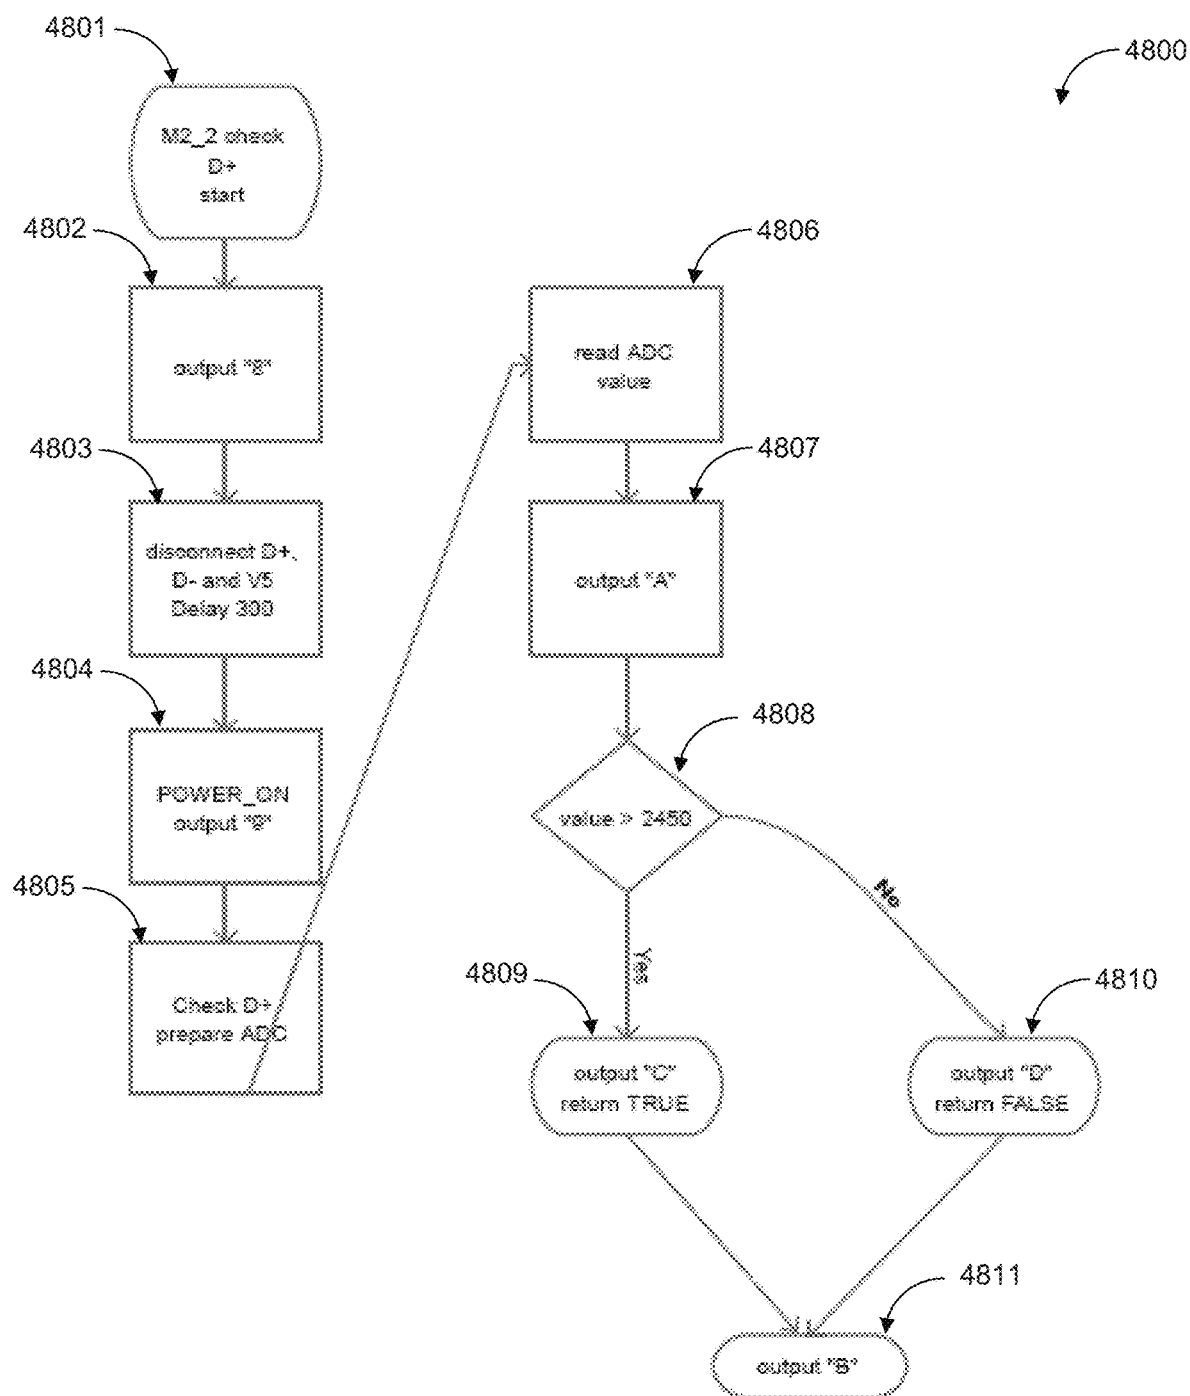 4801
4800
M2_2 check
D+
start
4802
output "8"
4803
disconnect D+,
D- and V5
Delay 300
4804
POWER_ON
output "9"
4805
Check D+
prepare ADC
4806
read ADC
value
4807
output "A"
4808
value > 2450
No
Yes
4809
output "C"
return TRUE
4810
output "D"
return FALSE
4811
output "B"